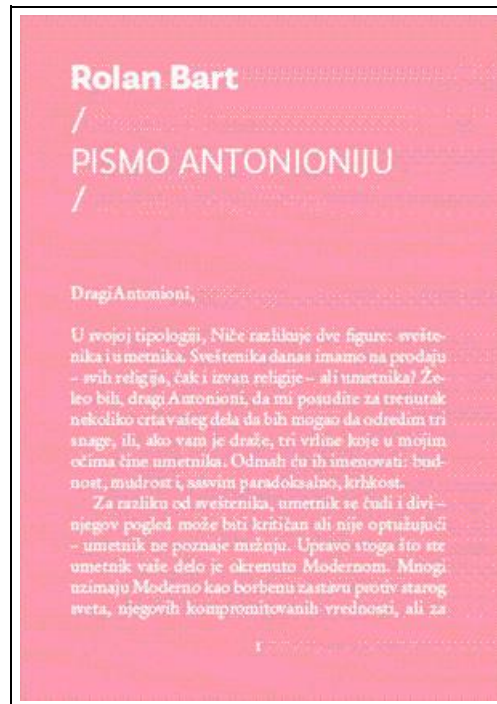 Rolan Bart
/
PISMO ANTONIONIJU
/
Dragi Antonioni,
U svojoj tipologiji, Niče razlikuje dve figure: svešte-
nika i umetnika. Sveštenika danas imamo na prodaju
– svih religija, čak i izvan religije – ali umetnika? Že-
leo bih, dragi Antonioni, da mi posudite za trenutak
nekoliko crta vašeg dela da bih mogao da odredim tri
snage, ili, ako vam je draže, tri vrline koje u mojim
očima čine umetnika. Odmah ću ih imenovati: bud-
nost, mudrost i, sasvim paradoksalno, krhkost.
Za razliku od sveštenika, umetnik se čudi i divi –
njegov pogled može biti kritičan ali nije optužujući
– umetnik ne poznaje mržnju. Upravo stoga što ste
umetnik vaše delo je okrenuto Modernom. Mnogi
uzimaju Moderno kao borbenu zastavu protiv starog
sveta, njegovih kompromitovanih vrednosti, ali za
1